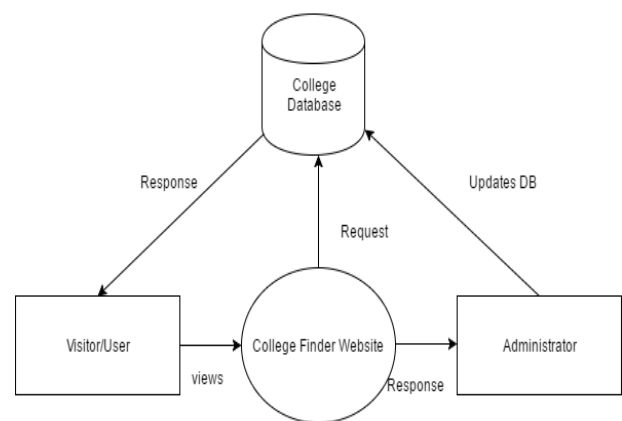 College
Database
Response
Updates DB
Request
Visitor/User
College Finder Website
Administrator
views
Response